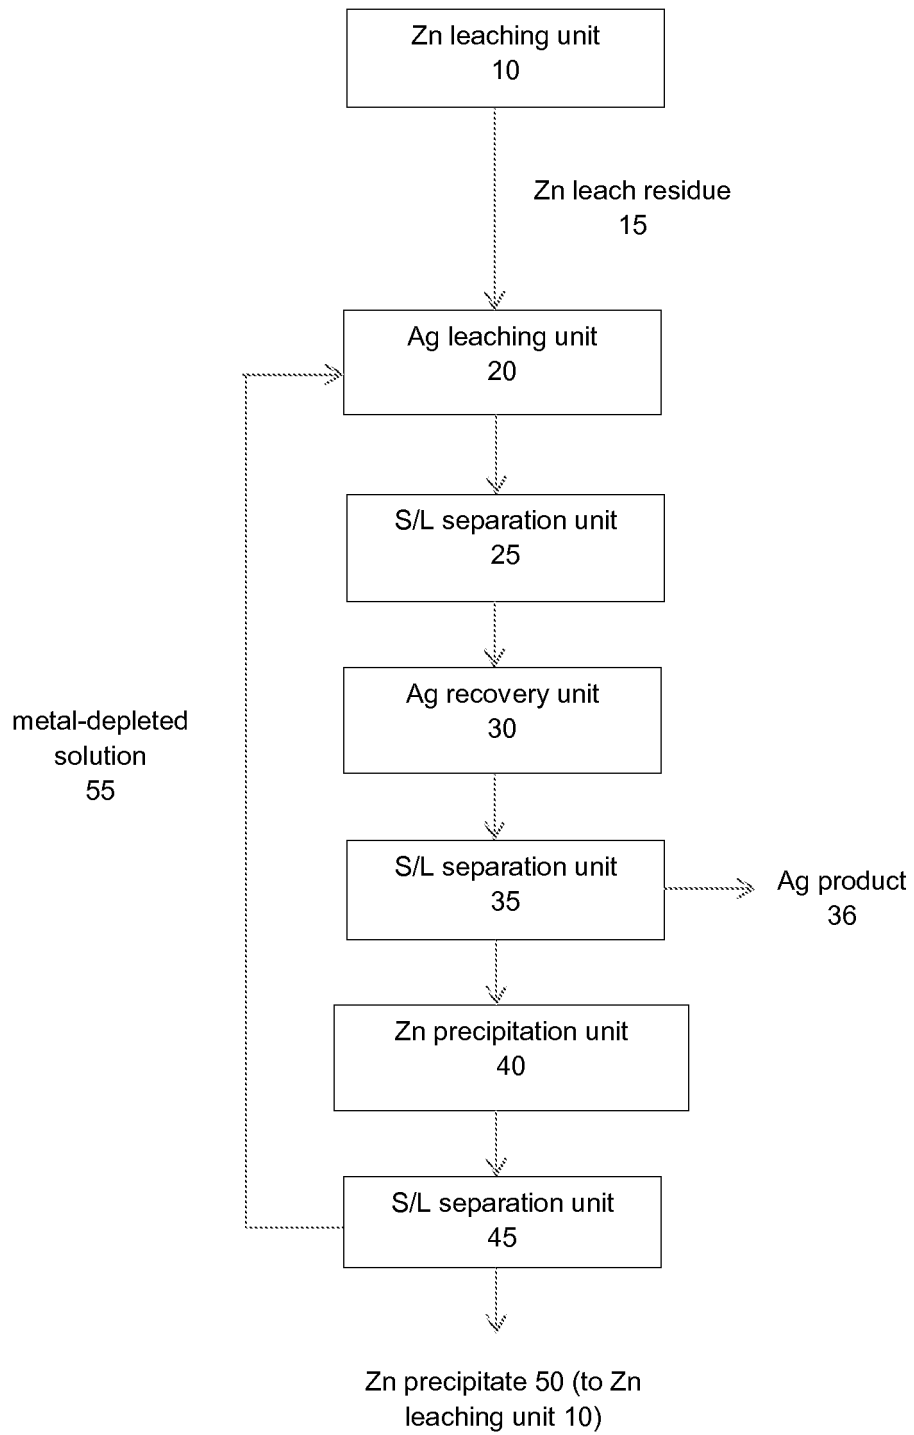 Zn leaching unit
10
Zn leach residue
15
Ag leaching unit
20
S/L separation unit
25
Ag recovery unit
30
metal-depleted
solution
55
S/L separation unit
35
Ag product
36
Zn precipitation unit
40
S/L separation unit
45
Zn precipitate 50 (to Zn
leaching unit 10)